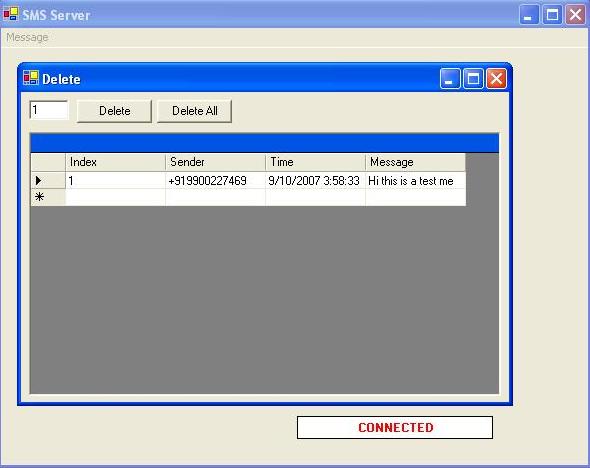 SMS Server
Message
Delete
1 Delete Delete All
Index Sender Time Message
1 +919900227469 9/10/2007 3:58:33 Hi this is a test me
CONNECTED